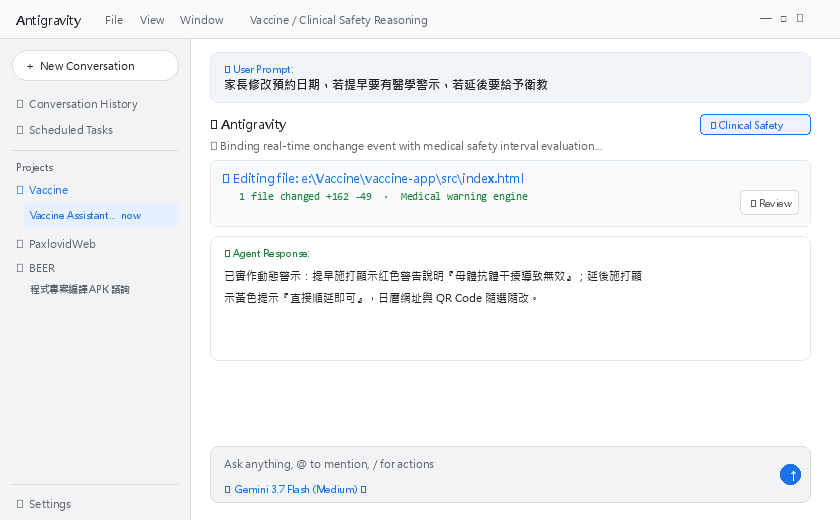 Antigravity File View Window Vaccine / Clinical Safety Reasoning
+ New Conversation
Conversation History
Scheduled Tasks
Projects
Vaccine
Vaccine Assistant... now
PaxlovidWeb
BEER
程式專案編譯 APK 諮詢
Settings
User Prompt:
家長修改預約日期，若提早要有醫學警示，若延後要給予衛教
Antigravity
Clinical Safety
Binding real-time onchange event with medical safety interval evaluation...
Editing file: e:\Vaccine\vaccine-app\src\index.html
1 file changed +162 -49 · Medical warning engine
Review
Agent Response:
已實作動態警示：提早施打顯示紅色警告說明『母體抗體干擾導致無效』；延後施打顯
示黃色提示『直接順延即可』，日曆網址與 QR Code 隨選隨改。
Ask anything, @ to mention, / for actions
Gemini 3.7 Flash (Medium)